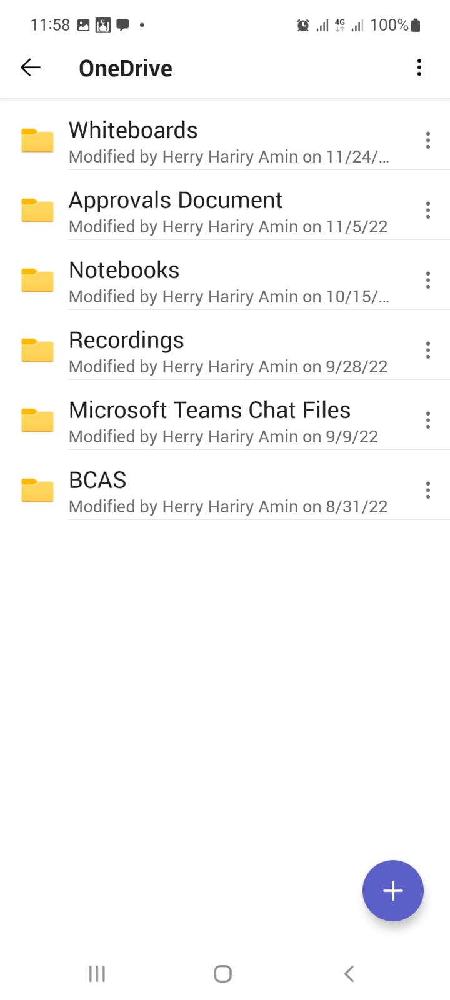 11:58 4G 100%
OneDrive
Whiteboards
Modified by Herry Hariry Amin on 11/24/...
Approvals Document
Modified by Herry Hariry Amin on 11/5/22
Notebooks
Modified by Herry Hariry Amin on 10/15/...
Recordings
Modified by Herry Hariry Amin on 9/28/22
Microsoft Teams Chat Files
Modified by Herry Hariry Amin on 9/9/22
BCAS
Modified by Herry Hariry Amin on 8/31/22